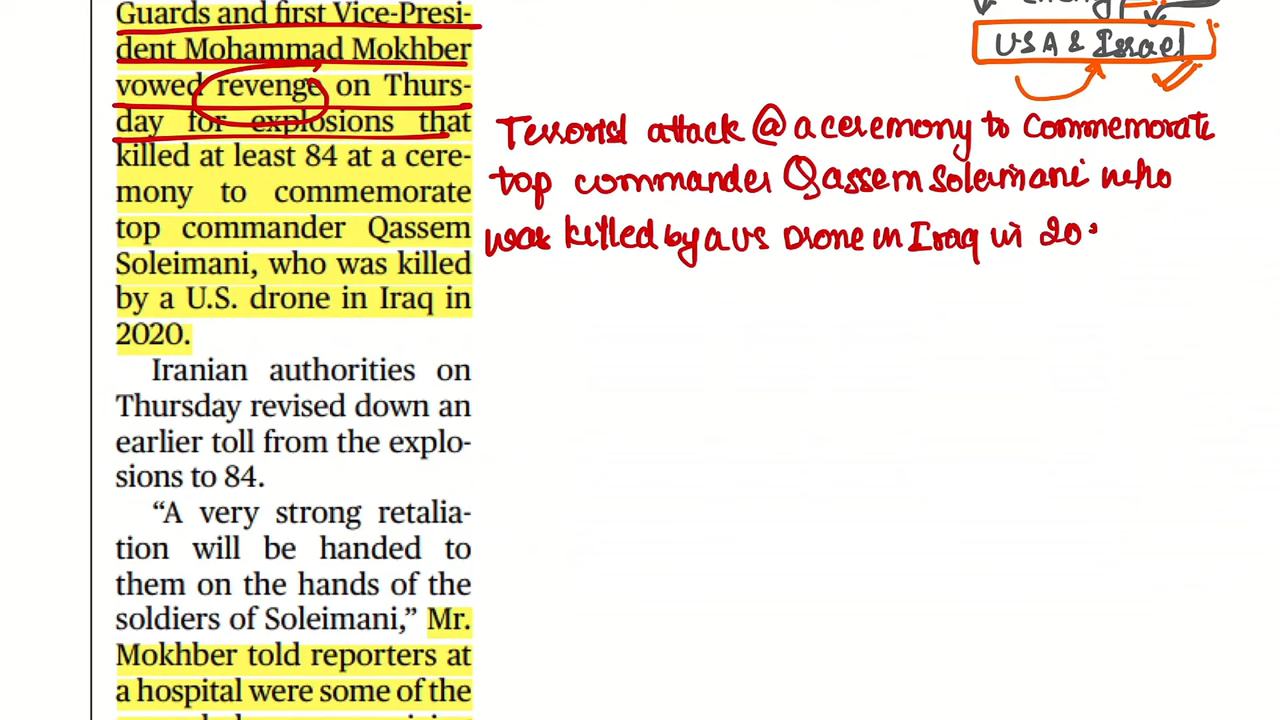 Guards and first Vice-Presi-
dent Mohammad Mokhber
vowed revenge on Thurs-
day for explosions that
killed at least 84 at a cere-
mony to commemorate
top commander Qassem
Soleimani, who was killed
by a U.S. drone in Iraq in
2020.
Iranian authorities on
Thursday revised down an
earlier toll from the explo-
sions to 84.
“A very strong retalia-
tion will be handed to
them on the hands of the
soldiers of Soleimani,” Mr.
Mokhber told reporters at
a hospital were some of the
USA & Israel
Terrorist attack @ a ceremony to Commemorate
top commander Qassem Soleimani who
was killed by a US Drone in Iraq in 20